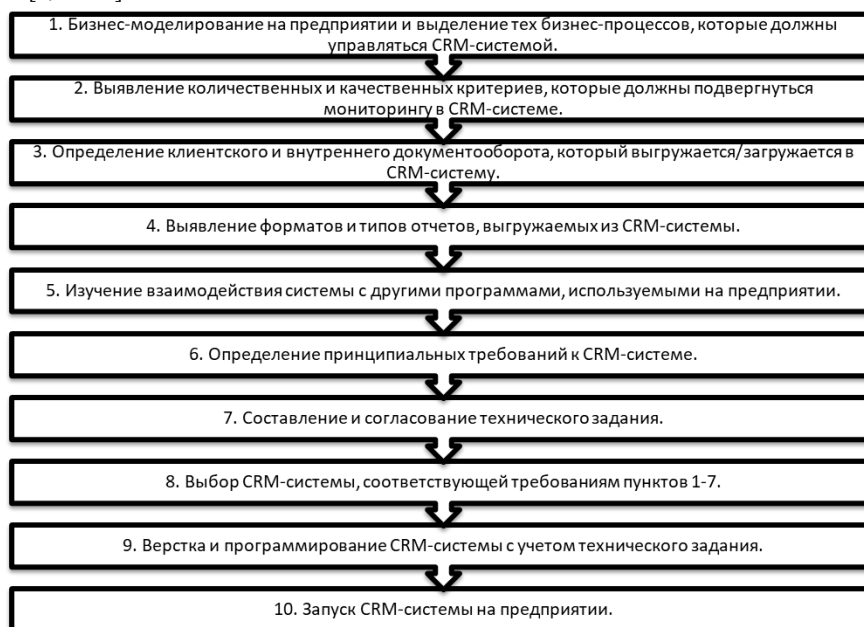 1. Бизнес-моделирование на предприятии и выделение тех бизнес-процессов, которые должны
управляться CRM-системой.
2. Выявление количественных и качественных критериев, которые должны подвергнуться
мониторингу в CRM-системе.
3. Определение клиентского и внутреннего документооборота, который выгружается/загружается в
CRM-систему.
4. Выявление форматов и типов отчетов, выгружаемых из CRM-системы.
5. Изучение взаимодействия системы с другими программами, используемыми на предприятии.
6. Определение принципиальных требований к CRM-системе.
7. Составление и согласование технического задания.
8. Выбор CRM-системы, соответствующей требованиям пунктов 1-7.
9. Верстка и программирование CRM-системы с учетом технического задания.
10. Запуск CRM-системы на предприятии.